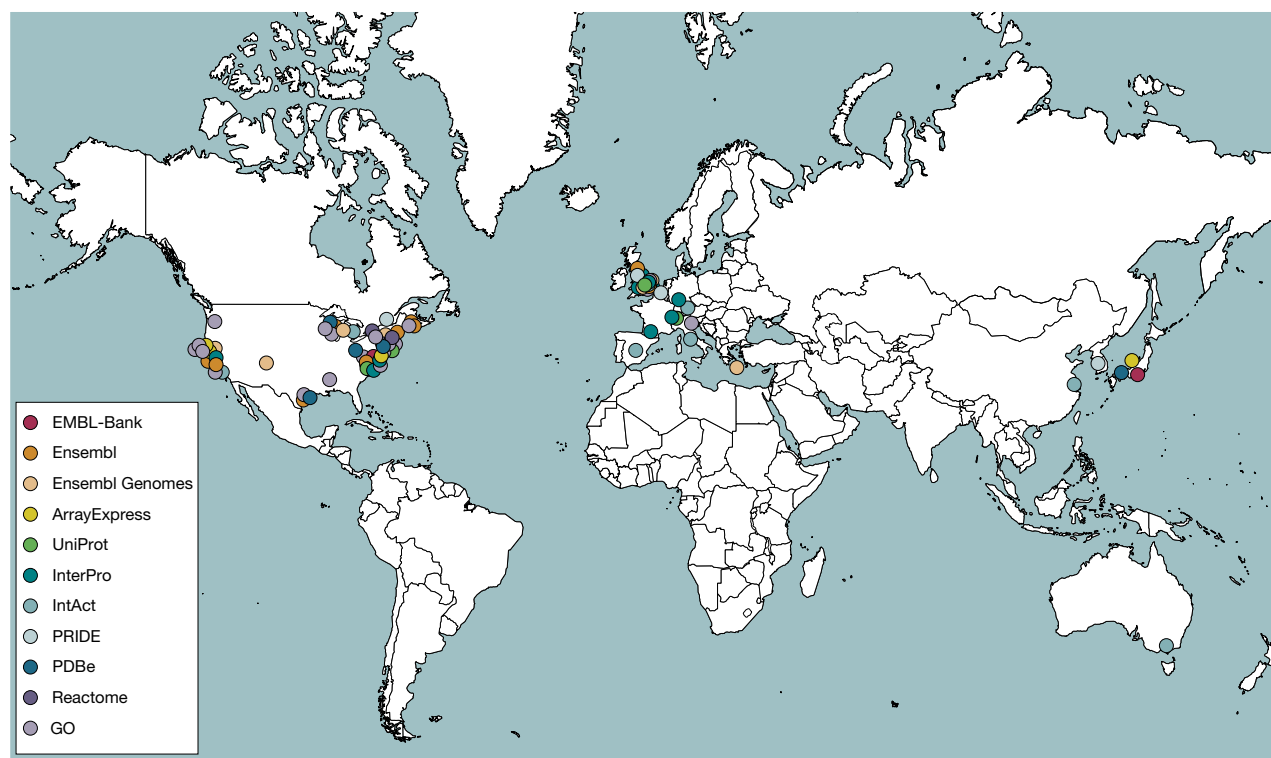 EMBL-Bank
Ensembl
Ensembl Genomes
ArrayExpress
UniProt
InterPro
IntAct
PRIDE
PDBe
Reactome
GO